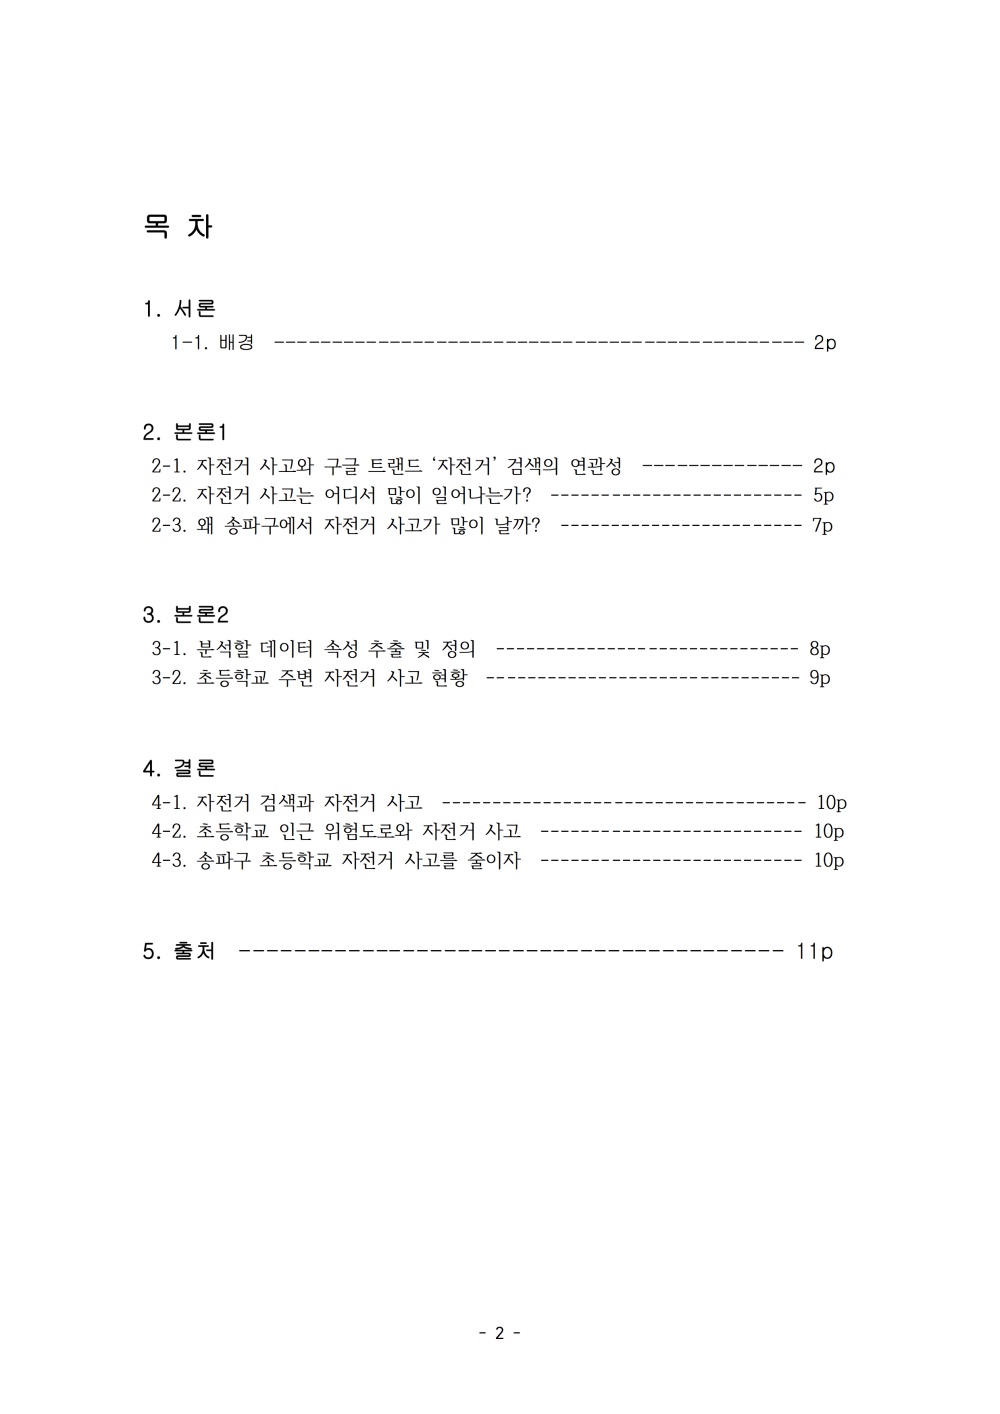 목 차
1. 서론
1-1. 배경 ---------------------------------------------- 2p
2. 본론1
2-1. 자전거 사고와 구글 트랜드 ‘자전거’ 검색의 연관성 -------------- 2p
2-2. 자전거 사고는 어디서 많이 일어나는가? ------------------------- 5p
2-3. 왜 송파구에서 자전거 사고가 많이 날까? ------------------------ 7p
3. 본론2
3-1. 분석할 데이터 속성 추출 및 정의 ------------------------------ 8p
3-2. 초등학교 주변 자전거 사고 현황 ------------------------------- 9p
4. 결론
4-1. 자전거 검색과 자전거 사고 ------------------------------------ 10p
4-2. 초등학교 인근 위험도로와 자전거 사고 -------------------------- 10p
4-3. 송파구 초등학교 자전거 사고를 줄이자 -------------------------- 10p
5. 출처 ---------------------------------------- 11p
- 2 -